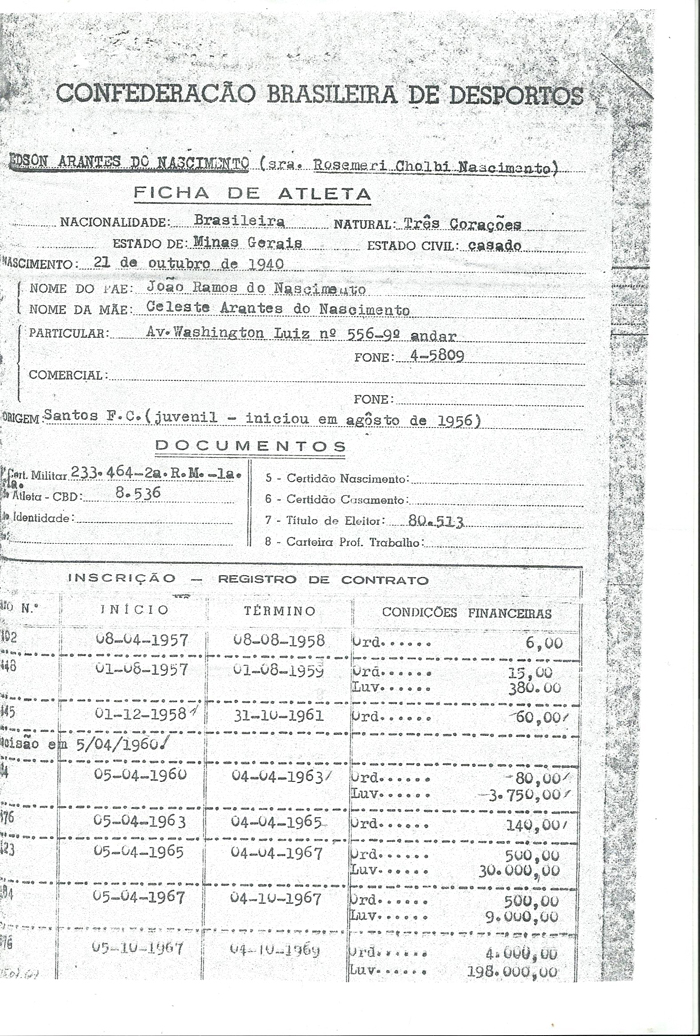 CONFEDERAÇÃO BRASILEIRA DE DESPORTOS
EDSON ARANTES DO NASCIMENTO (sra. Rosemeri Cholbi Nascimento)
FICHA DE ATLETA
NACIONALIDADE: Brasileira NATURAL: Três Corações
ESTADO DE: Minas Gerais ESTADO CIVIL: casado
NASCIMENTO: 21 de outubro de 1940
NOME DO PAE: João Ramos do Nascimento
NOME DA MÃE: Celeste Arantes do Nascimento
PARTICULAR: Av.Washington Luiz nº 556-9º andar
FONE: 4-5809
COMERCIAL:
FONE:
ORIGEM: Santos F.C.(juvenil - iniciou em agôsto de 1956)
DOCUMENTOS
Cert. Militar 233.464-2a.R.M.-1a.
Atleta - CBD: 8.536
Identidade:
5 - Certidão Nascimento:
6 - Certidão Casamento:
7 - Título de Eleitor: 80.513
8 - Carteira Prof. Trabalho:
INSCRIÇÃO — REGISTRO DE CONTRATO
N.º INÍCIO TÉRMINO CONDIÇÕES FINANCEIRAS
102 08-04-1957 08-08-1958 Ord...... 6,00
448 01-08-1957 01-08-1959 Ord...... 15,00
Luv...... 380.00
445 01-12-1958 31-10-1961 Ord...... 60,00
em 5/04/1960
4 05-04-1960 04-04-1963 Ord...... 80,00
Luv...... 3.750,00
76 05-04-1963 04-04-1965 Ord...... 140,00
23 05-04-1965 04-04-1967 Ord...... 500,00
Luv...... 30.000,00
84 05-04-1967 04-10-1967 Ord...... 500,00
Luv...... 9.000,00
76 05-10-1967 04-10-1969 Ord...... 4.000,00
Luv...... 198.000,00